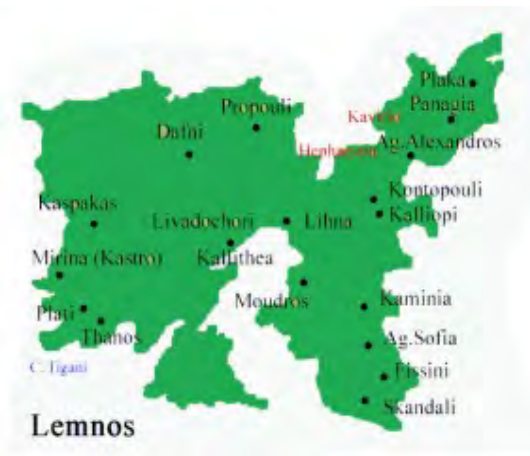 Plaka
Panagia
Kavirio
Propouli
Dafni
Hephaestia
Ag.Alexandros
Kontopouli
Kaspakas
Livadochori
Lihna
Kalliopi
Mirina (Kastro)
Kallithea
Moudros
Kaminia
Plati
Thanos
Ag.Sofia
C. Tigani
Fissini
Skandali
Lemnos